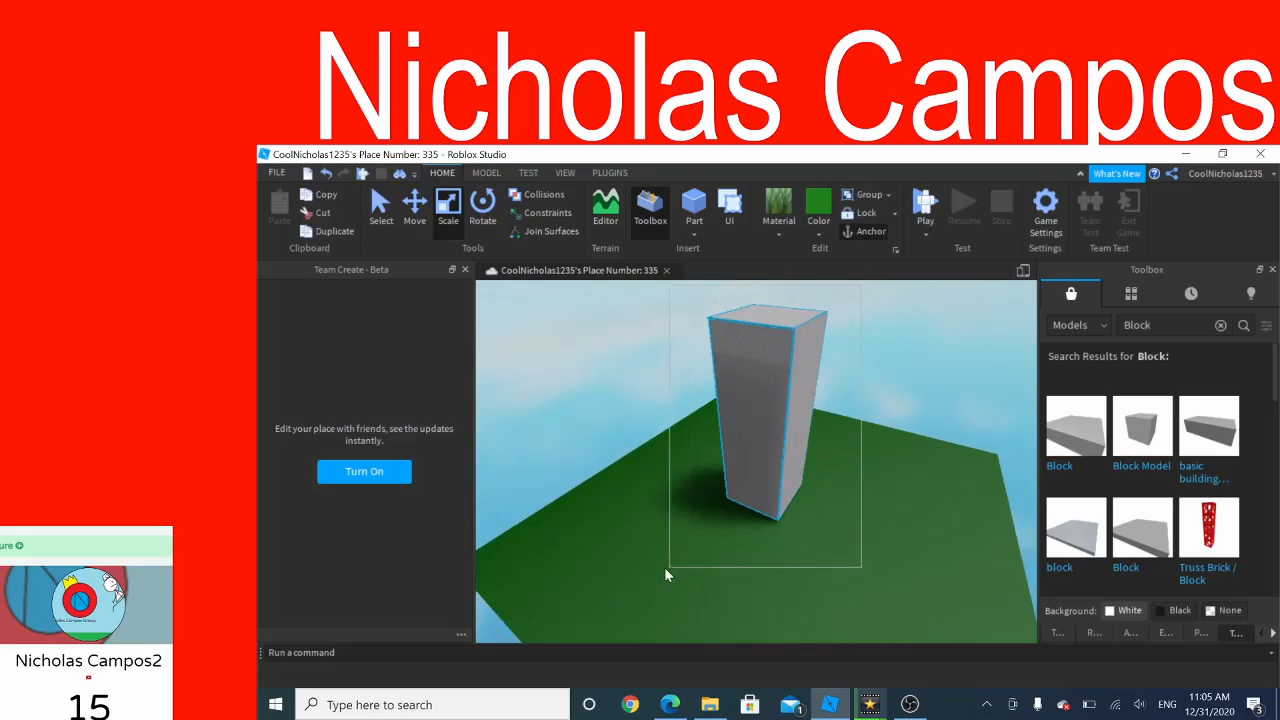 Nicholas Campos
CoolNicholas1235's Place Number: 335 - Roblox Studio
FILE HOME MODEL TEST VIEW PLUGINS What's New CoolNicholas1235
Paste Copy Cut Duplicate Clipboard
Select Move Scale Rotate Collisions Constraints Join Surfaces Tools
Editor Terrain
Toolbox Part UI Insert
Material Color Group Lock Anchor Edit
Play Resume Stop Test
Game Settings Settings
Team Test Exit Game Team Test
Team Create - Beta
CoolNicholas1235's Place Number: 335
Toolbox
Models Block
Search Results for Block:
Edit your place with friends, see the updates
instantly.
Turn On
Block Block Model basic
building...
block Block Truss Brick /
Block
Background: White Black None
T... R... A... E... P... T...
Run a command
ure
Nicholas Campos2
15
Type here to search
1
ENG
11:05 AM
12/31/2020
3